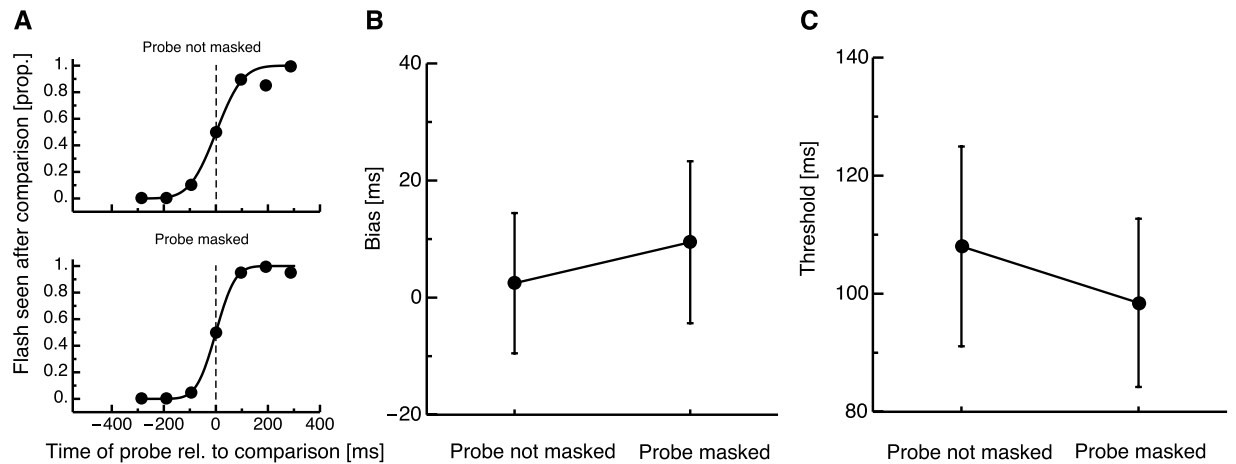 A
Probe not masked
1.
0.8
0.6
0.4
0.2
0.
Probe masked
1.
0.8
0.6
0.4
0.2
0.
−400 −200 0 200 400
Time of probe rel. to comparison [ms]
Flash seen after comparison [prop.]
B
40
20
0
−20
Bias [ms]
Probe not masked Probe masked
C
140
120
100
80
Threshold [ms]
Probe not masked Probe masked